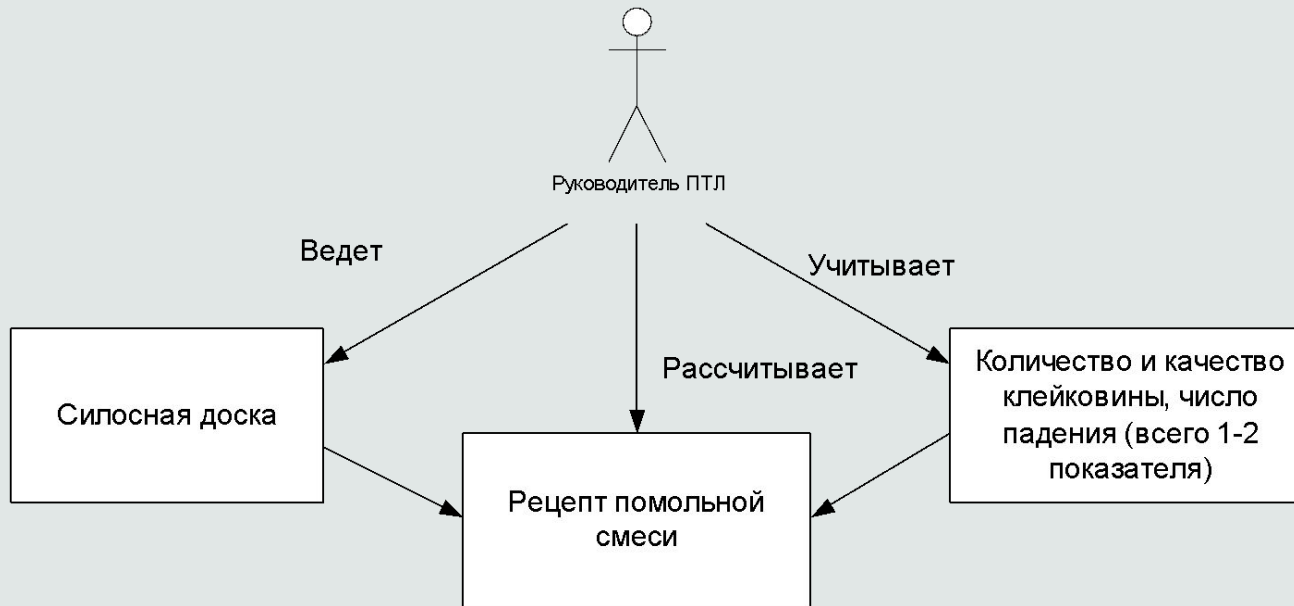 Руководитель ПТЛ
Ведет
Учитывает
Рассчитывает
Силосная доска
Рецепт помольной
смеси
Количество и качество
клейковины, число
падения (всего 1-2
показателя)